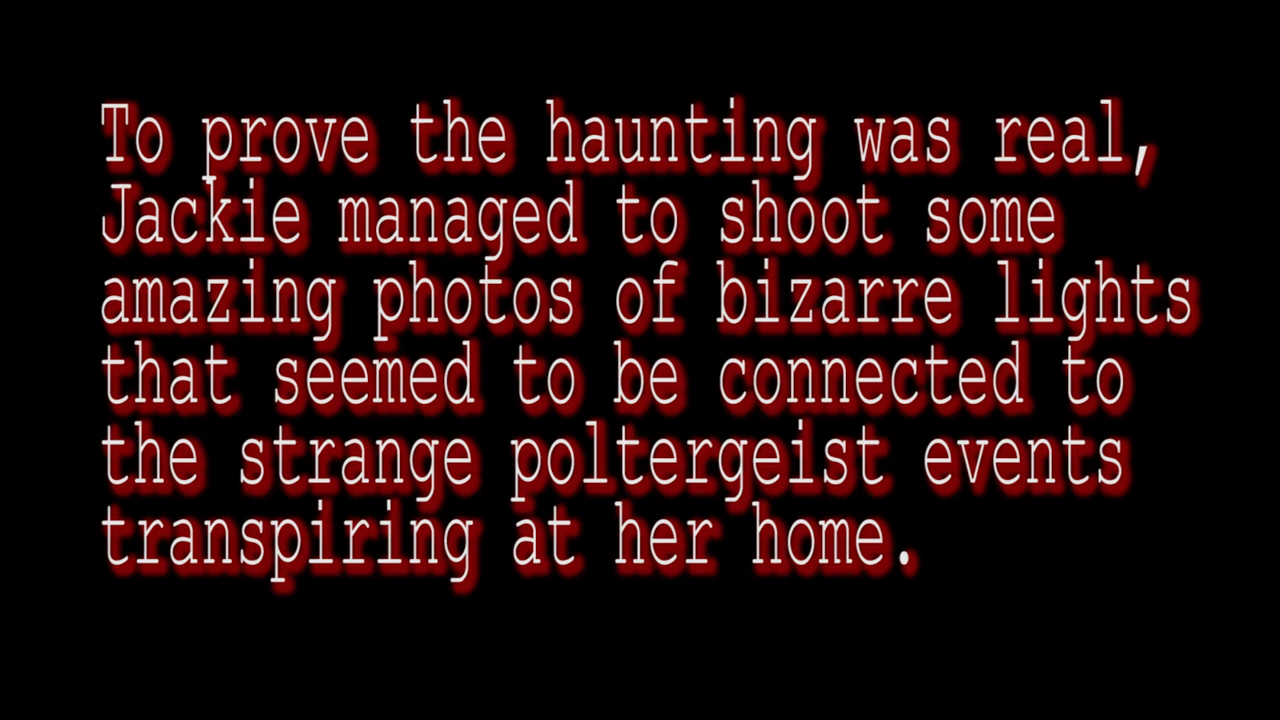 To prove the haunting was real,
Jackie managed to shoot some
amazing photos of bizarre lights
that seemed to be connected to
the strange poltergeist events
transpiring at her home.